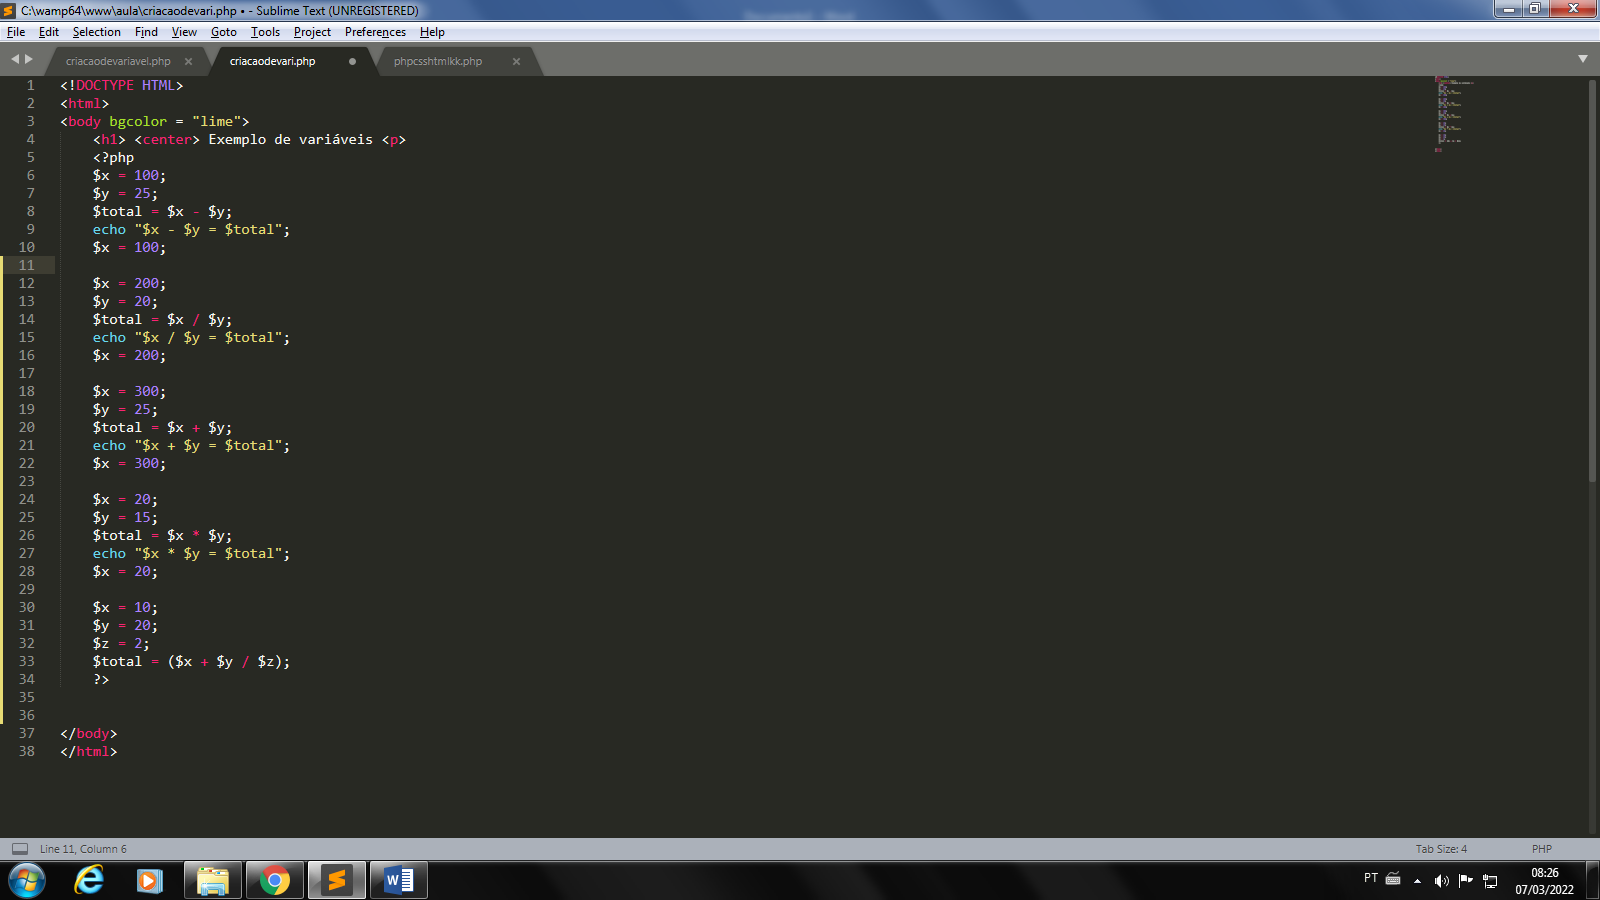 C:\wamp64\www\aula\criacaodevari.php • - Sublime Text (UNREGISTERED)
File Edit Selection Find View Goto Tools Project Preferences Help
criacaodevariavel.php × criacaodevari.php phpcsshtmlkk.php ×
1 <!DOCTYPE HTML>
2 <html>
3 <body bgcolor = "lime">
4 <h1> <center> Exemplo de variáveis <p>
5 <?php
6 $x = 100;
7 $y = 25;
8 $total = $x - $y;
9 echo "$x - $y = $total";
10 $x = 100;
11
12 $x = 200;
13 $y = 20;
14 $total = $x / $y;
15 echo "$x / $y = $total";
16 $x = 200;
17
18 $x = 300;
19 $y = 25;
20 $total = $x + $y;
21 echo "$x + $y = $total";
22 $x = 300;
23
24 $x = 20;
25 $y = 15;
26 $total = $x * $y;
27 echo "$x * $y = $total";
28 $x = 20;
29
30 $x = 10;
31 $y = 20;
32 $z = 2;
33 $total = ($x + $y / $z);
34 ?>
35
36
37 </body>
38 </html>
Line 11, Column 6 Tab Size: 4 PHP
PT 08:26
07/03/2022